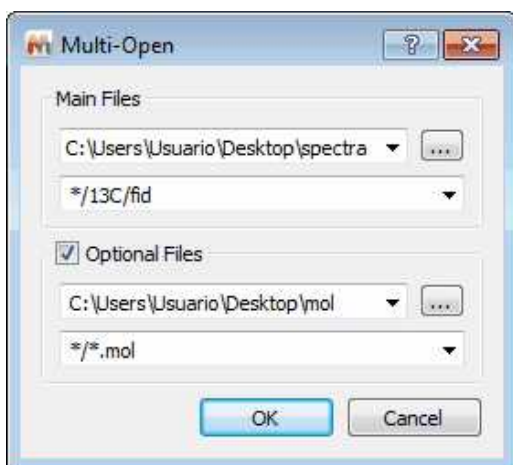 Multi-Open
Main Files
C:\Users\Usuario\Desktop\spectra
...
*/13C/fid
Optional Files
C:\Users\Usuario\Desktop\mol
...
*/*.mol
OK Cancel